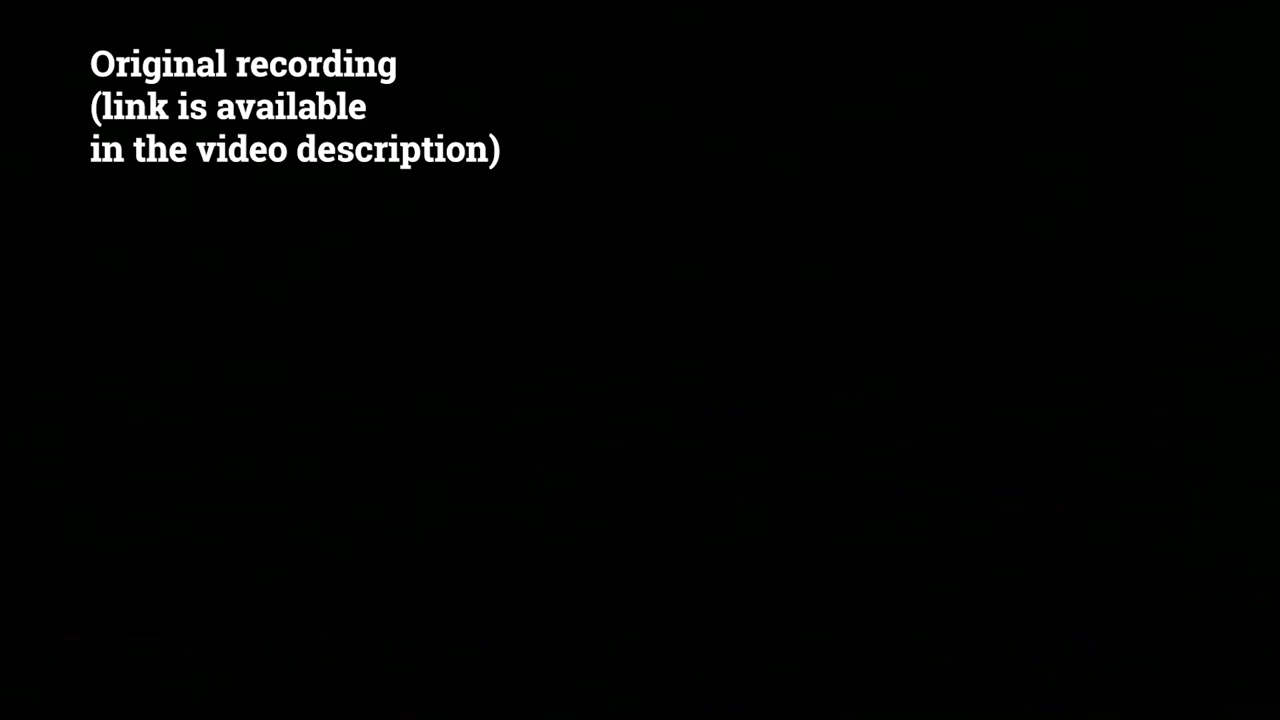 Original recording
(link is available
in the video description)